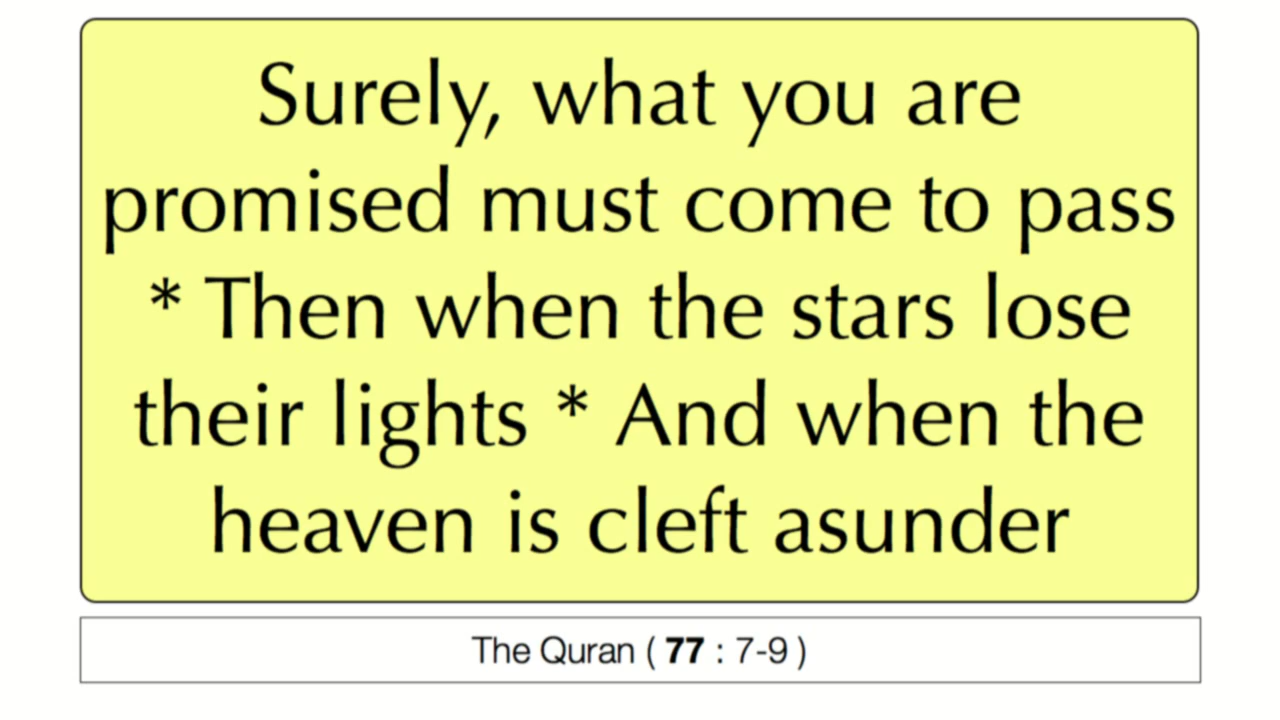 Surely, what you are
promised must come to pass
* Then when the stars lose
their lights * And when the
heaven is cleft asunder
The Quran ( 77 : 7-9 )